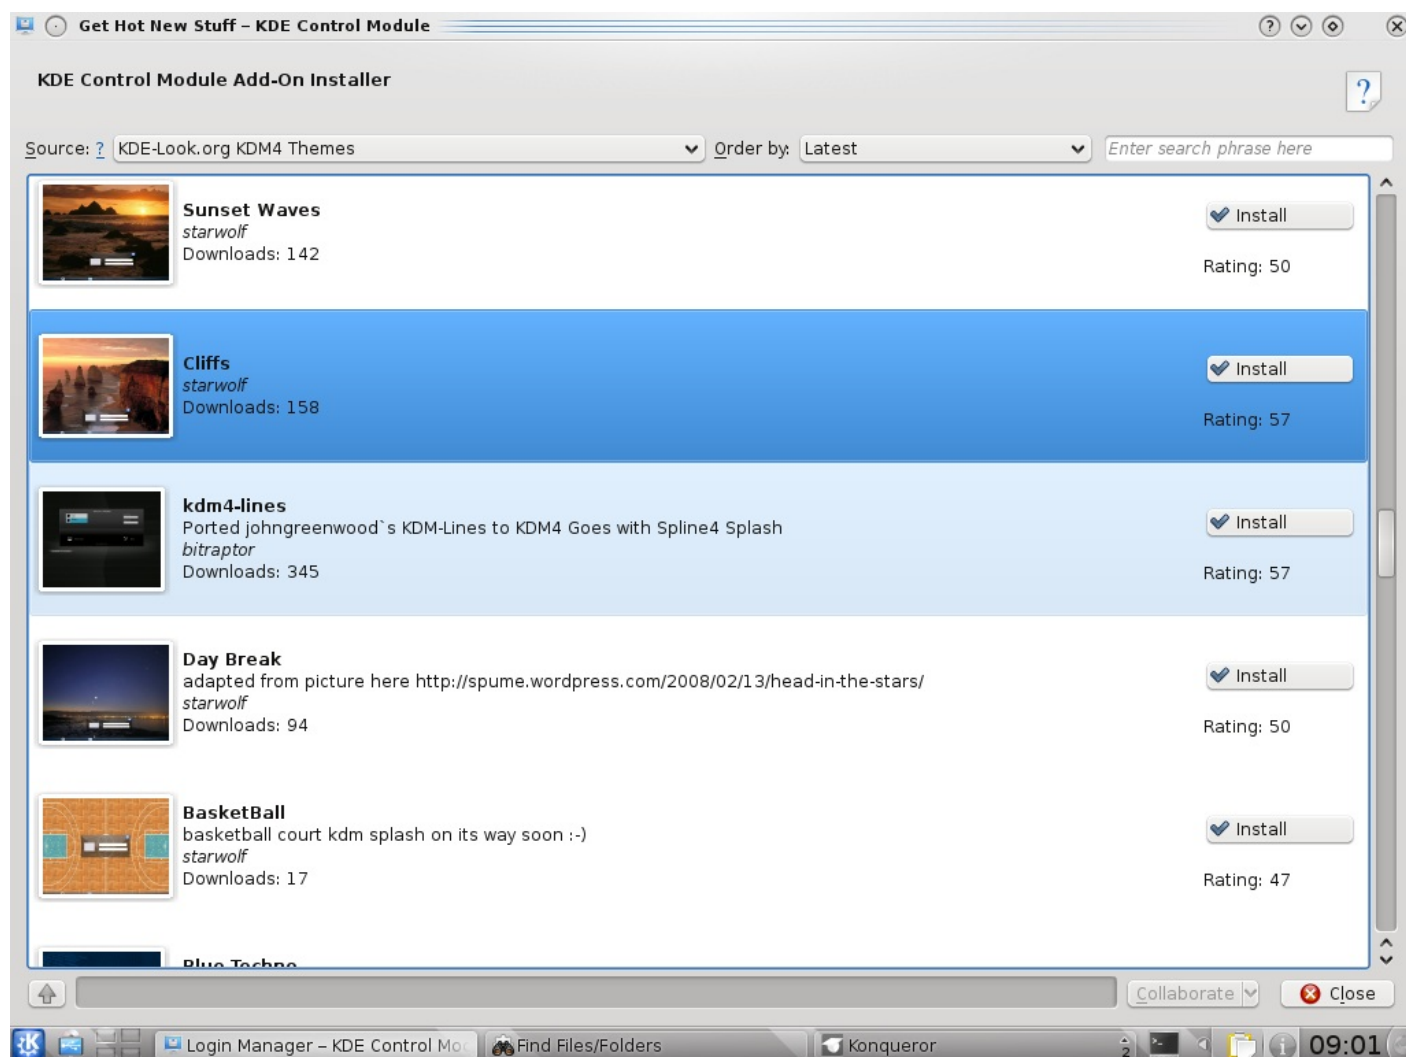 Get Hot New Stuff – KDE Control Module
KDE Control Module Add-On Installer
Source: ? KDE-Look.org KDM4 Themes Order by: Latest Enter search phrase here
Sunset Waves
starwolf
Downloads: 142
Install
Rating: 50
Cliffs
starwolf
Downloads: 158
Install
Rating: 57
kdm4-lines
Ported johngreenwood`s KDM-Lines to KDM4 Goes with Spline4 Splash
bitraptor
Downloads: 345
Install
Rating: 57
Day Break
adapted from picture here http://spume.wordpress.com/2008/02/13/head-in-the-stars/
starwolf
Downloads: 94
Install
Rating: 50
BasketBall
basketball court kdm splash on its way soon :-)
starwolf
Downloads: 17
Install
Rating: 47
Blue Techno
Collaborate Close
Login Manager – KDE Control Mo Find Files/Folders Konqueror 2 09:01